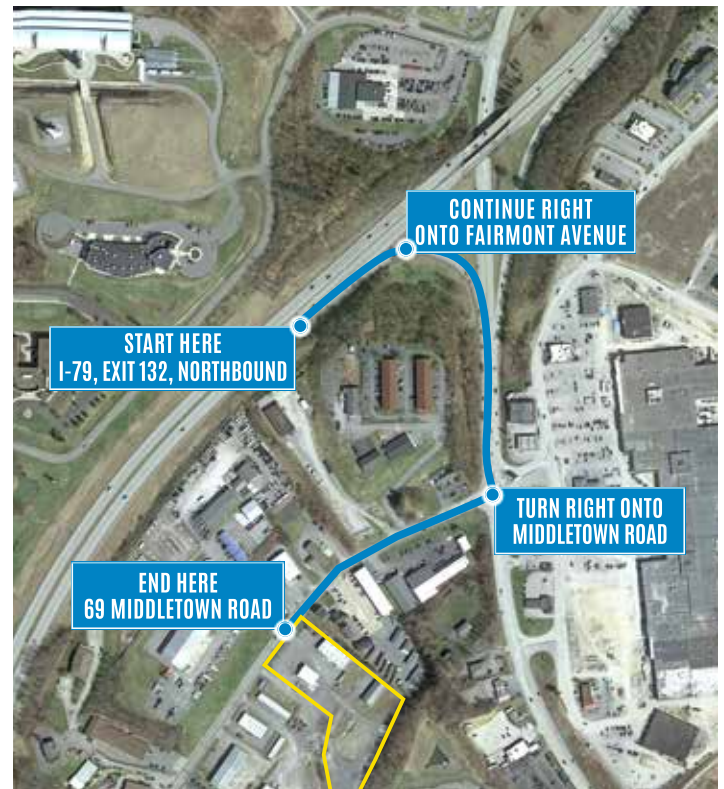 CONTINUE RIGHT
ONTO FAIRMONT AVENUE
START HERE
I-79, EXIT 132, NORTHBOUND
TURN RIGHT ONTO
MIDDLETOWN ROAD
END HERE
69 MIDDLETOWN ROAD